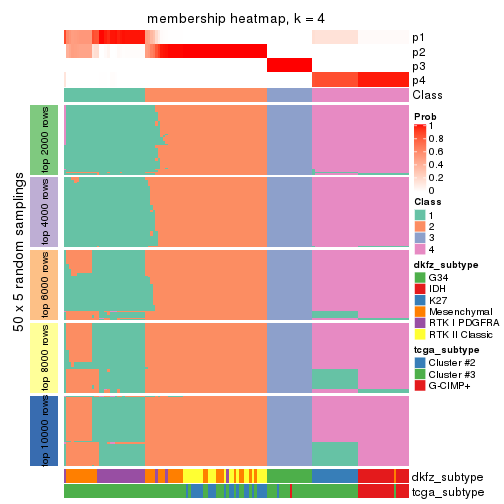 membership heatmap, k = 4
p1
p2
p3
p4
Class
50 x 5 random samplings
top 2000 rows
top 4000 rows
top 6000 rows
top 8000 rows
top 10000 rows
Prob
1
0.8
0.6
0.4
0.2
0
Class
1
2
3
4
dkfz_subtype
G34
IDH
K27
Mesenchymal
RTK I PDGFRA
RTK II Classic
tcga_subtype
Cluster #2
Cluster #3
G-CIMP+
dkfz_subtype
tcga_subtype